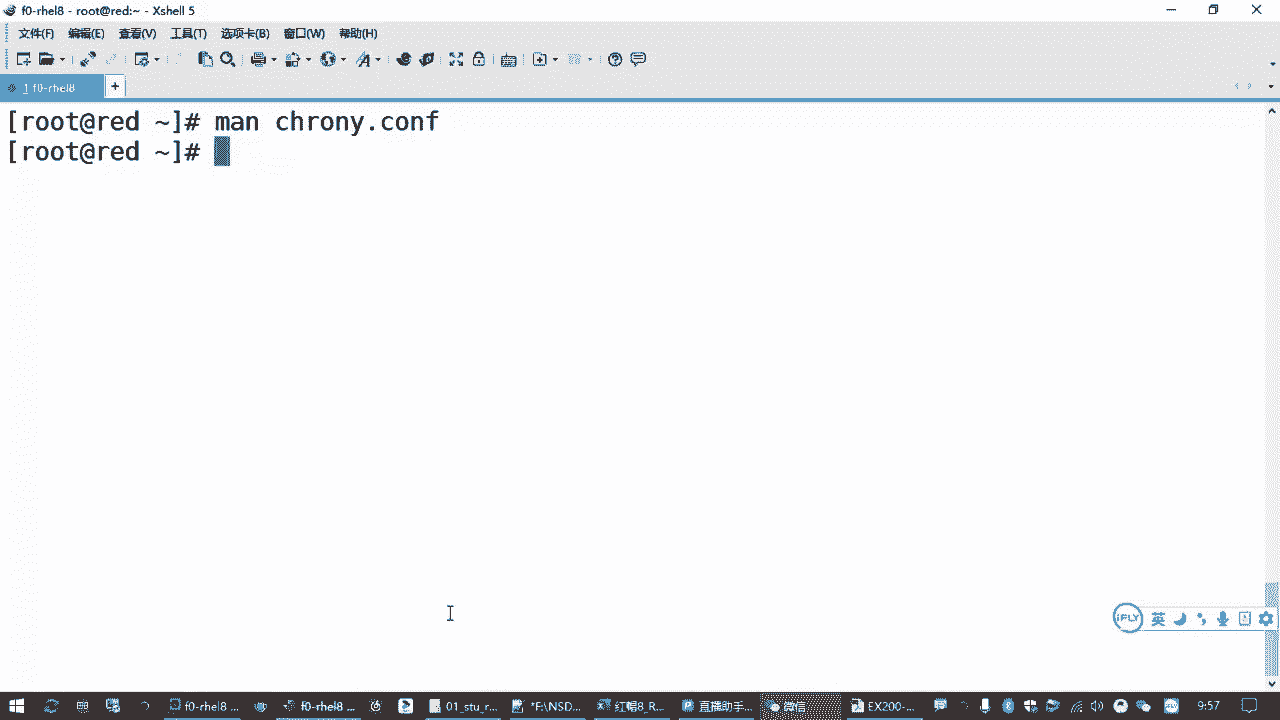 f0-rhel8 - root@red:~ - Xshell 5
文件(F) 编辑(E) 查看(V) 工具(T) 选项卡(B) 窗口(W) 帮助(H)
1 f0-rhel8
[root@red ~]# man chrony.conf
[root@red ~]#
iFLY 英
f0-rhel8 ... f0-rhel8 ... 01_stu_r... *F:\NSD... 红帽8_R... 直播助手... 微信 EX200-... 9:57